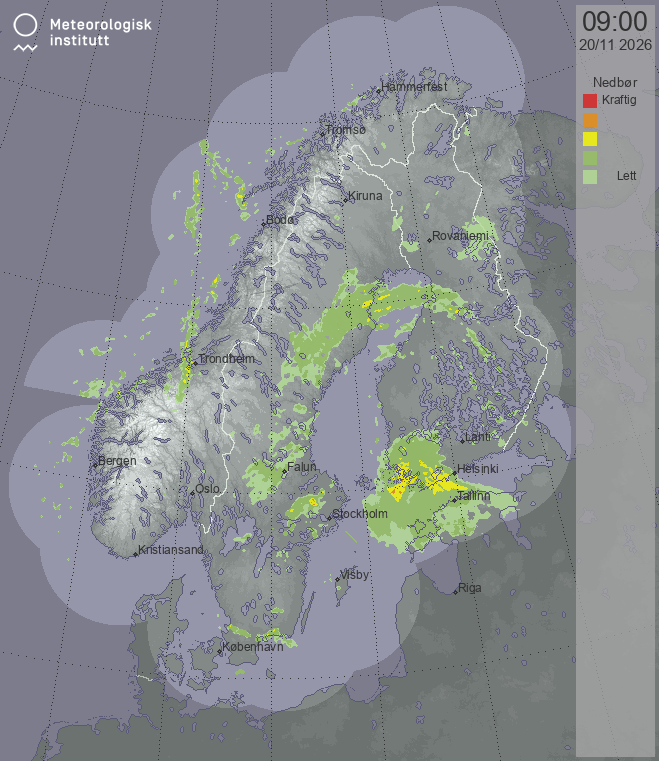 Meteorologisk
institutt
09:00
20/11 2026
Nedbør
Kraftig
Lett
Hammerfest
Tromsø
Kiruna
Bodø
Rovaniemi
Trondheim
Lahti
Bergen
Falun
Helsinki
Oslo
Tallinn
Stockholm
Kristiansand
Visby
Riga
København